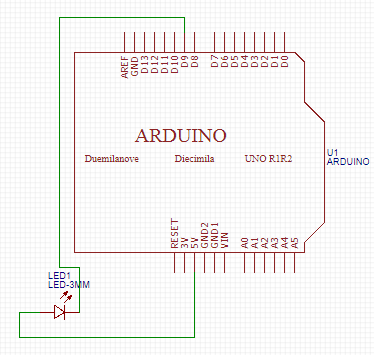 AREF GND D13 D12 D11 D10 D9 D8 D7 D6 D5 D4 D3 D2 D1 D0
ARDUINO
Duemilanove Diecimila UNO R1R2
U1
ARDUINO
RESET 3V 5V GND2 GND1 VIN A0 A1 A2 A3 A4 A5
LED1
LED-3MM